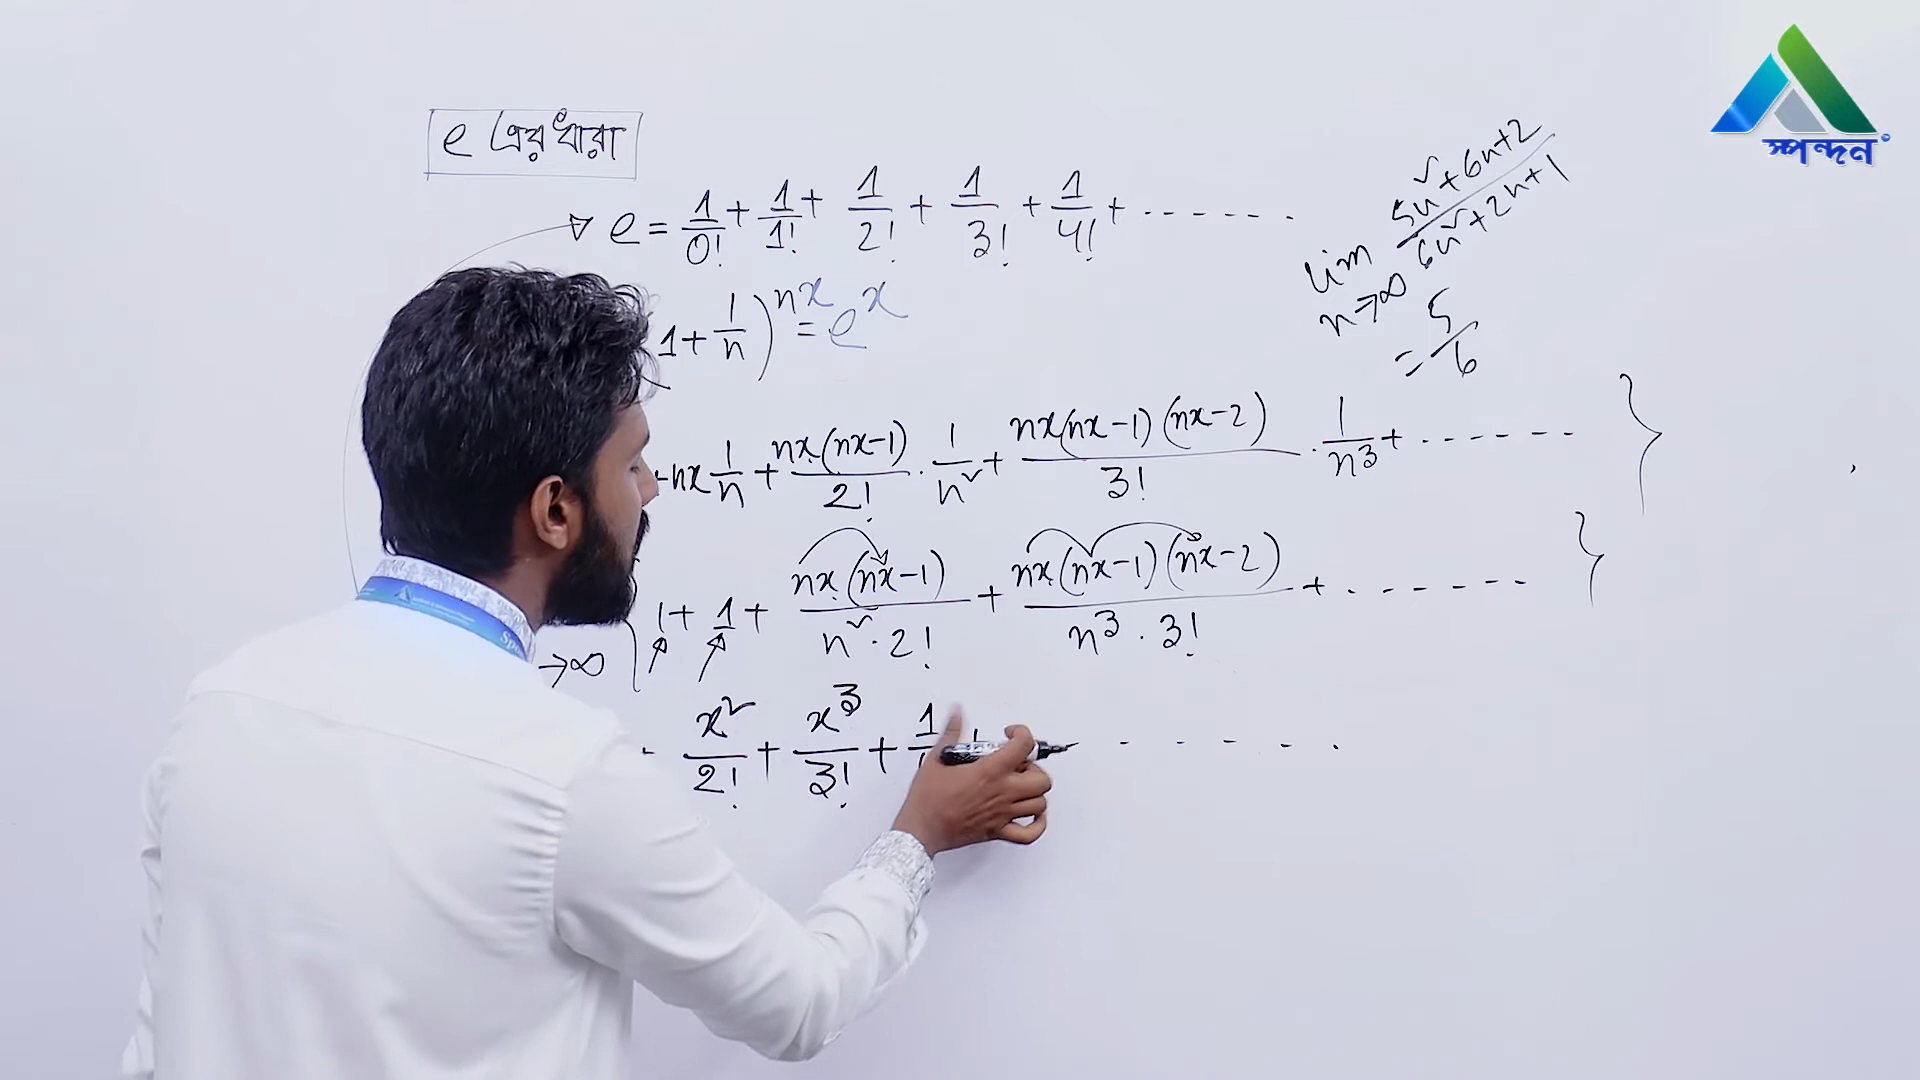 e এর ধারা
e = 1/0! + 1/1! + 1/2! + 1/3! + 1/4! + ------
1 + 1/n)^nx = e^x
+nx 1/n + nx(nx-1)/2! · 1/n² + nx(nx-1)(nx-2)/3! · 1/n³ + ------ }
→∞ (1 + 1 + nx(nx-1)/n²·2! + nx(nx-1)(nx-2)/n³·3! + ------ }
x²/2! + x³/3! + 1/ + - - - - - -
lim n→∞ 5n²+6n+2/6n²+2n+1
= 5/6
স্পন্দন